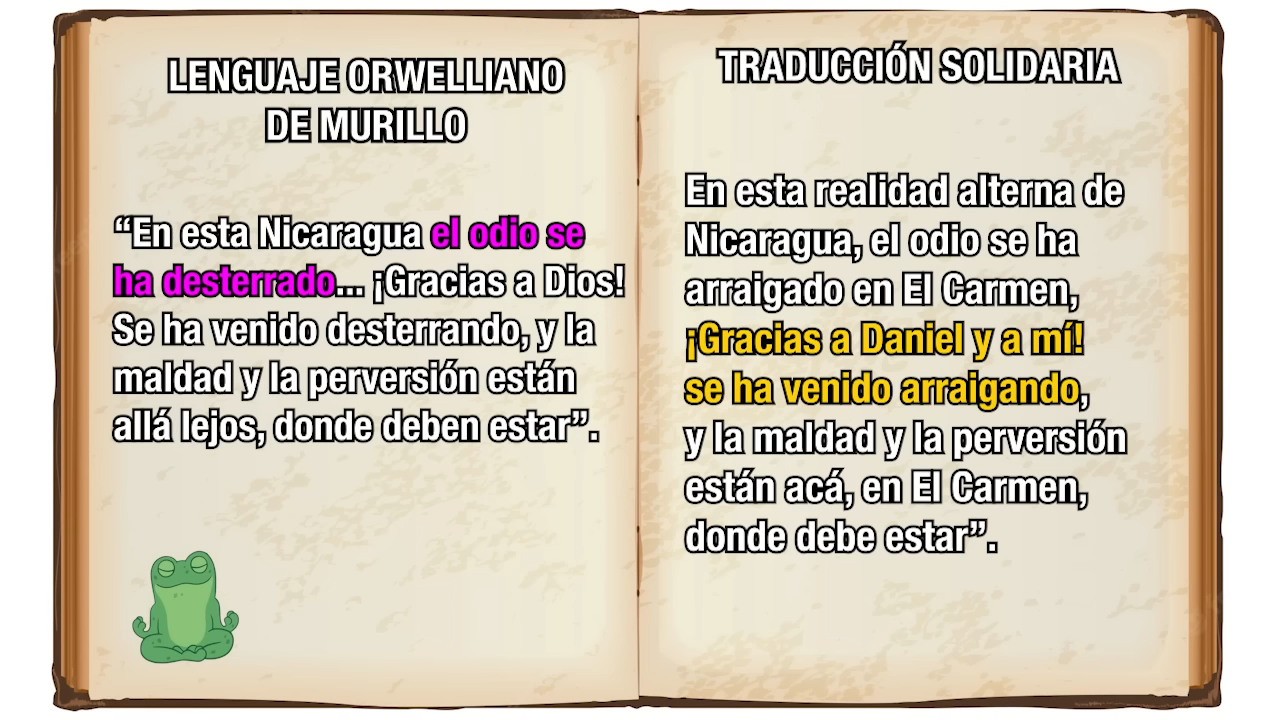 LENGUAJE ORWELLIANO
DE MURILLO
“En esta Nicaragua el odio se
ha desterrado... ¡Gracias a Dios!
Se ha venido desterrando, y la
maldad y la perversión están
allá lejos, donde deben estar”.
TRADUCCIÓN SOLIDARIA
En esta realidad alterna de
Nicaragua, el odio se ha
arraigado en El Carmen,
¡Gracias a Daniel y a mí!
se ha venido arraigando,
y la maldad y la perversión
están acá, en El Carmen,
donde debe estar”.